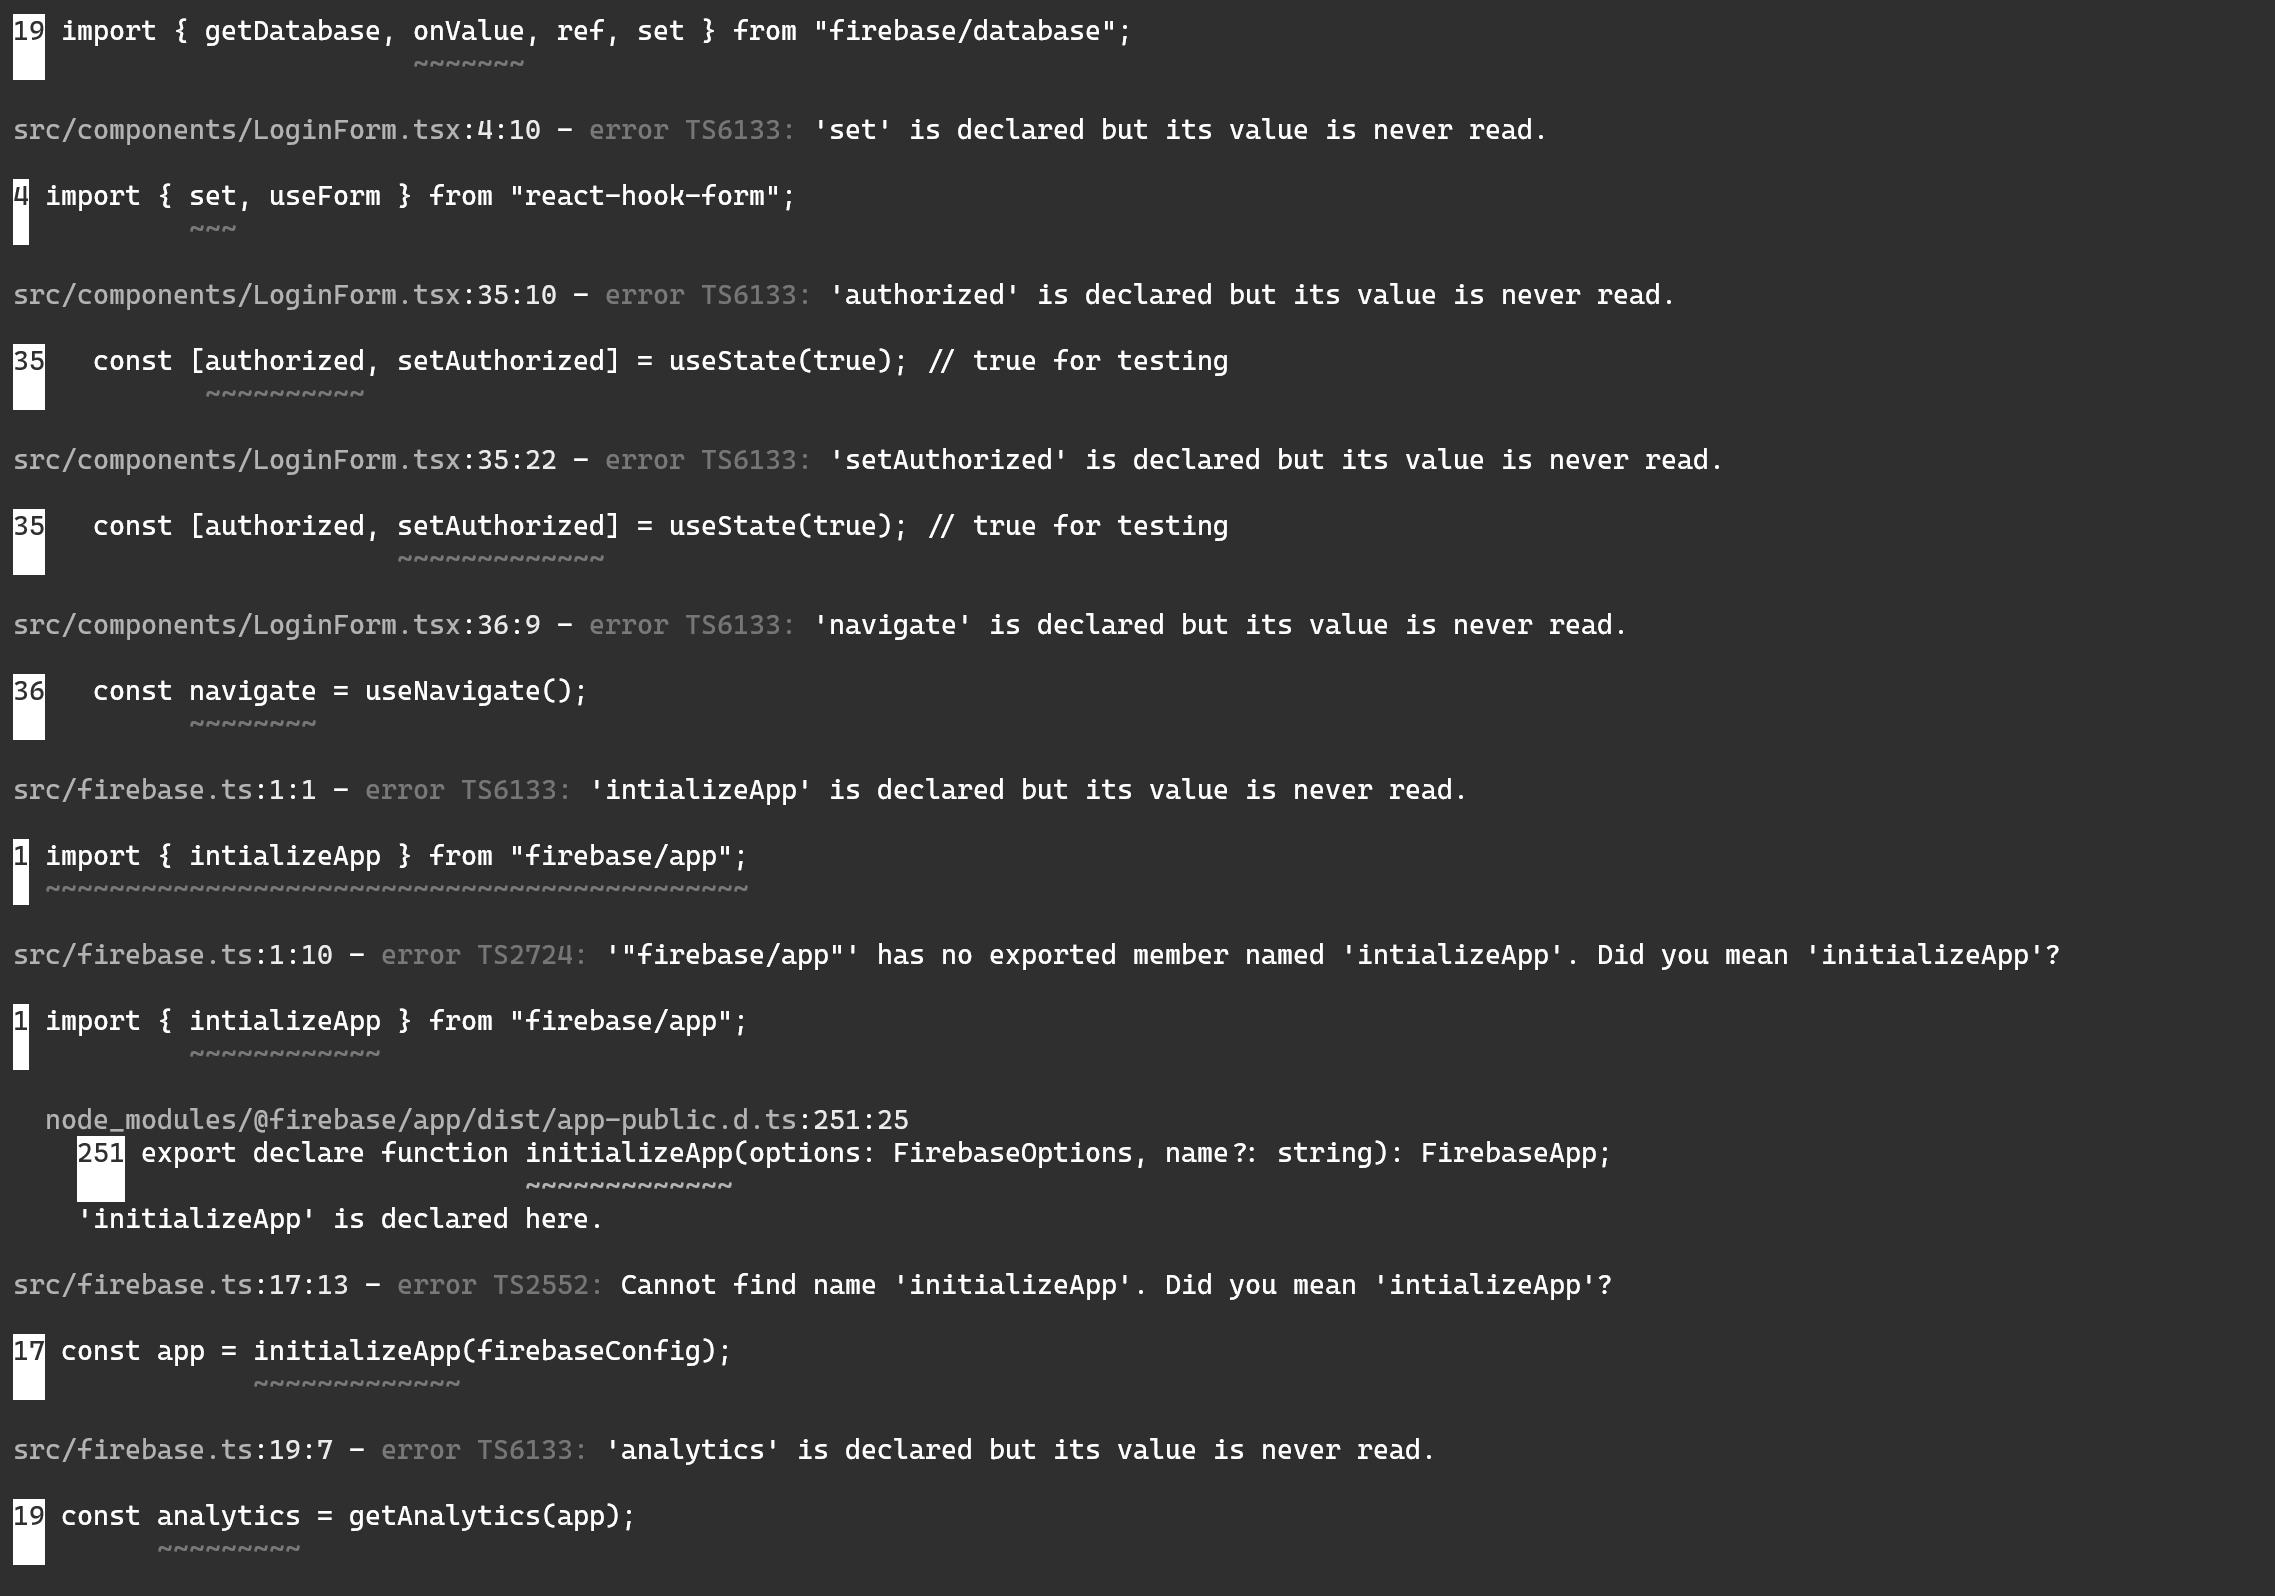 19 import { getDatabase, onValue, ref, set } from "firebase/database";
~~~~~~~
src/components/LoginForm.tsx:4:10 - error TS6133: 'set' is declared but its value is never read.
4 import { set, useForm } from "react-hook-form";
~~~
src/components/LoginForm.tsx:35:10 - error TS6133: 'authorized' is declared but its value is never read.
35   const [authorized, setAuthorized] = useState(true); // true for testing
~~~~~~~~~~
src/components/LoginForm.tsx:35:22 - error TS6133: 'setAuthorized' is declared but its value is never read.
35   const [authorized, setAuthorized] = useState(true); // true for testing
~~~~~~~~~~~~~
src/components/LoginForm.tsx:36:9 - error TS6133: 'navigate' is declared but its value is never read.
36   const navigate = useNavigate();
~~~~~~~~
src/firebase.ts:1:1 - error TS6133: 'intializeApp' is declared but its value is never read.
1 import { intializeApp } from "firebase/app";
~~~~~~~~~~~~~~~~~~~~~~~~~~~~~~~~~~~~~~~~~~~~
src/firebase.ts:1:10 - error TS2724: '"firebase/app"' has no exported member named 'intializeApp'. Did you mean 'initializeApp'?
1 import { intializeApp } from "firebase/app";
~~~~~~~~~~~~
node_modules/@firebase/app/dist/app-public.d.ts:251:25
251 export declare function initializeApp(options: FirebaseOptions, name?: string): FirebaseApp;
~~~~~~~~~~~~~
'initializeApp' is declared here.
src/firebase.ts:17:13 - error TS2552: Cannot find name 'initializeApp'. Did you mean 'intializeApp'?
17 const app = initializeApp(firebaseConfig);
~~~~~~~~~~~~~
src/firebase.ts:19:7 - error TS6133: 'analytics' is declared but its value is never read.
19 const analytics = getAnalytics(app);
~~~~~~~~~